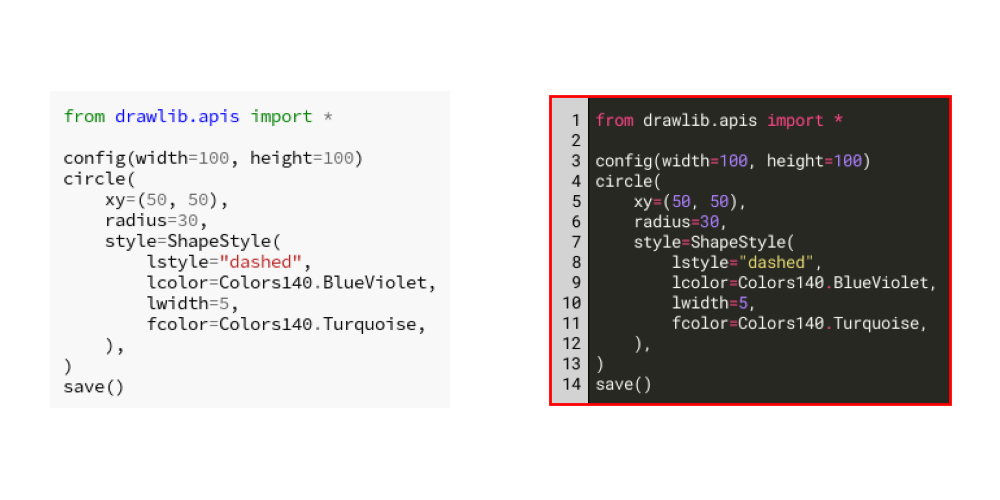 from drawlib.apis import *

config(width=100, height=100)
circle(
    xy=(50, 50),
    radius=30,
    style=ShapeStyle(
        lstyle="dashed",
        lcolor=Colors140.BlueViolet,
        lwidth=5,
        fcolor=Colors140.Turquoise,
    ),
)
save()
1 from drawlib.apis import *
2
3 config(width=100, height=100)
4 circle(
5     xy=(50, 50),
6     radius=30,
7     style=ShapeStyle(
8         lstyle="dashed",
9         lcolor=Colors140.BlueViolet,
10         lwidth=5,
11         fcolor=Colors140.Turquoise,
12     ),
13 )
14 save()